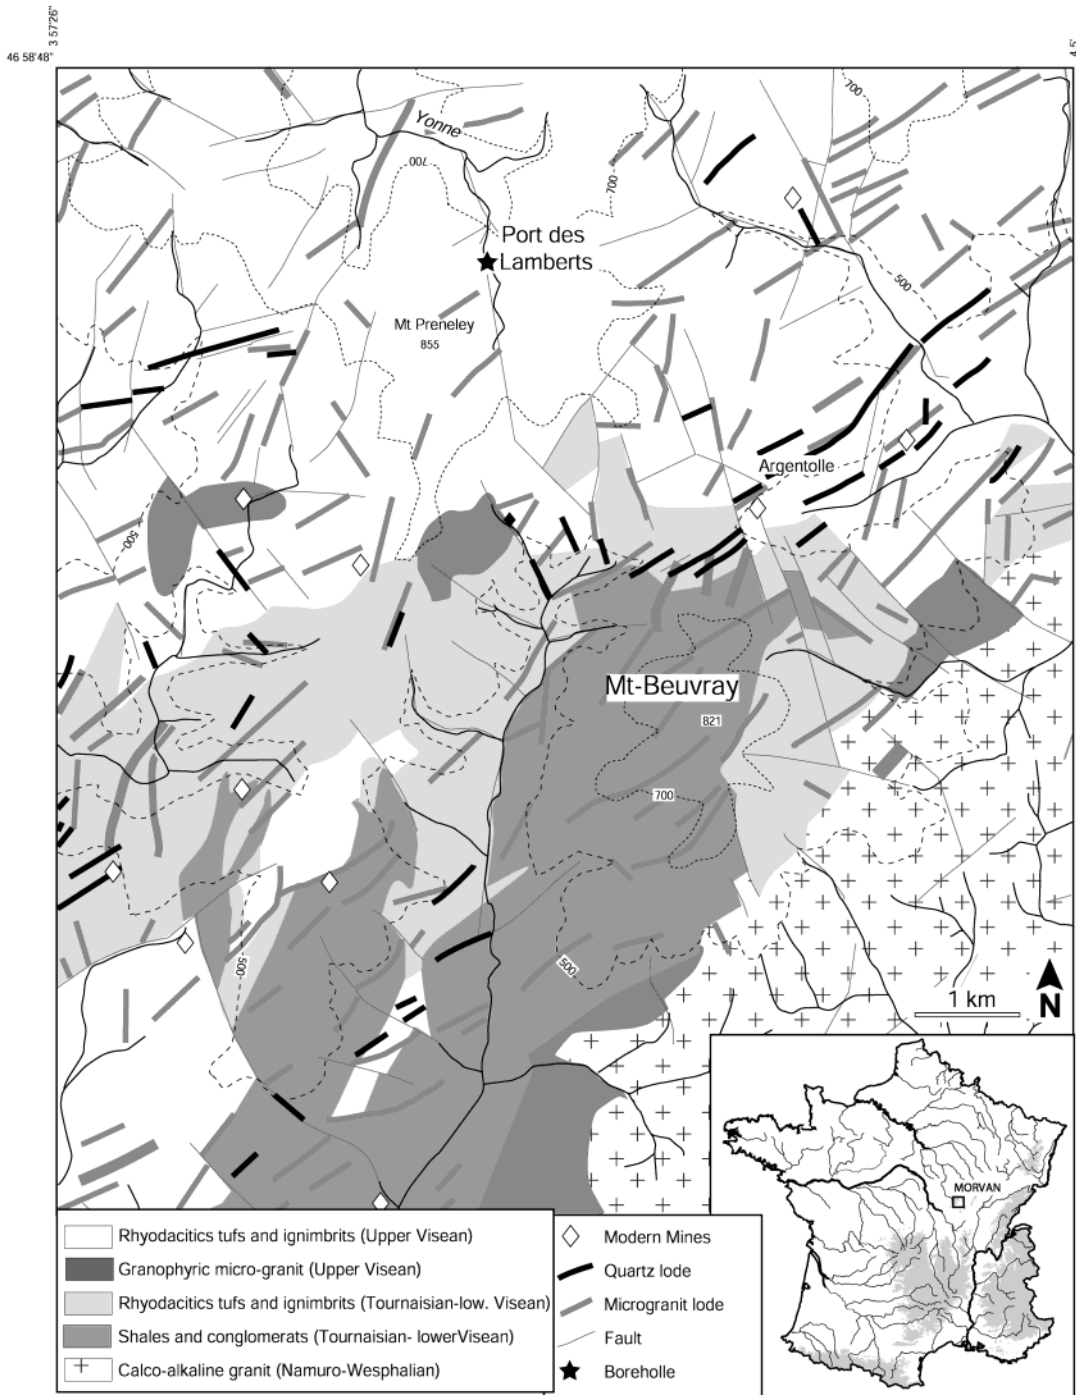 3 57'26"
46 58'48"
4 5'
700
Yonne
700
700
Port des
Lamberts
500
Mt Preneley
855
Argentolle
500
Mt-Beuvray
821
700
500
500
1 km
N
MORVAN
Rhyodacitics tufs and ignimbrits (Upper Visean)
Granophyric micro-granit (Upper Visean)
Rhyodacitics tufs and ignimbrits (Tournaisian-low. Visean)
Shales and conglomerats (Tournaisian- lowerVisean)
Calco-alkaline granit (Namuro-Wesphalian)
Modern Mines
Quartz lode
Microgranit lode
Fault
Boreholle